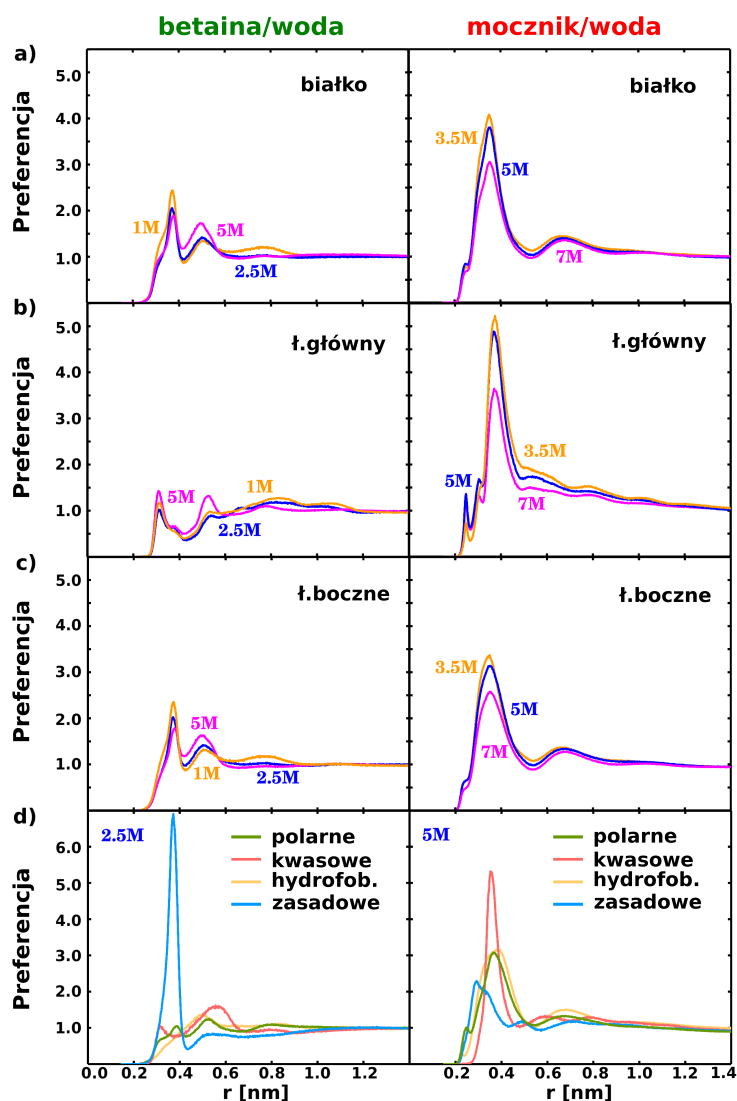 betaina/woda
mocznik/woda
a)
Preferencja
5.0
4.0
3.0
2.0
1.0
białko
1M
5M
2.5M
białko
3.5M
5M
7M
b)
Preferencja
5.0
4.0
3.0
2.0
1.0
ł.główny
5M
1M
2.5M
ł.główny
5M
3.5M
7M
c)
Preferencja
5.0
4.0
3.0
2.0
1.0
ł.boczne
5M
1M
2.5M
ł.boczne
3.5M
5M
7M
d)
Preferencja
6.0
5.0
4.0
3.0
2.0
1.0
2.5M
polarne
kwasowe
hydrofob.
zasadowe
5M
polarne
kwasowe
hydrofob.
zasadowe
0.0 0.2 0.4 0.6 0.8 1.0 1.2
0.2 0.4 0.6 0.8 1.0 1.2 1.4
r [nm]
r [nm]